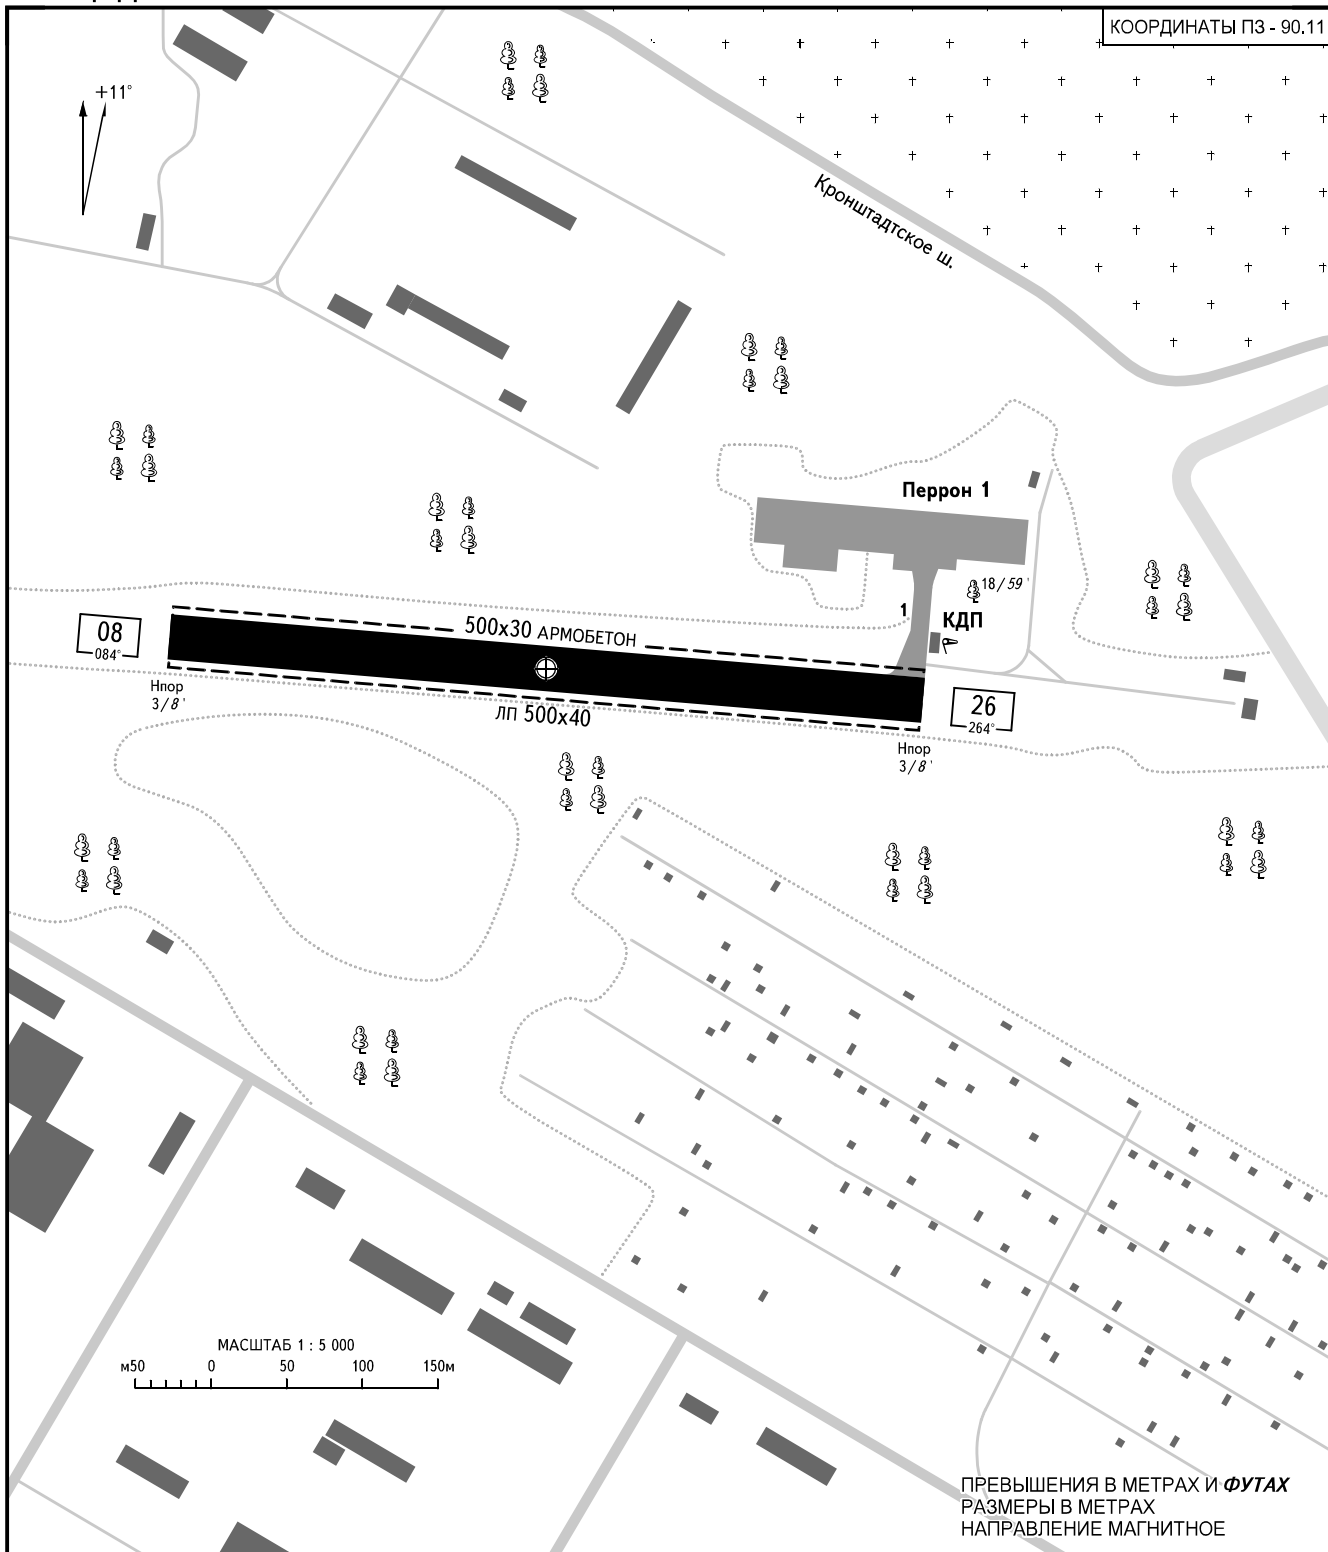 КООРДИНАТЫ ПЗ - 90.11
+11°
Кронштадтское ш.
Перрон 1
18/59'
1
КДП
08
084°
500x30 АРМОБЕТОН
Нпор
3/8'
ЛП 500x40
26
264°
Нпор
3/8'
МАСШТАБ 1 : 5 000
м50 0 50 100 150м
ПРЕВЫШЕНИЯ В МЕТРАХ И ФУТАХ
РАЗМЕРЫ В МЕТРАХ
НАПРАВЛЕНИЕ МАГНИТНОЕ